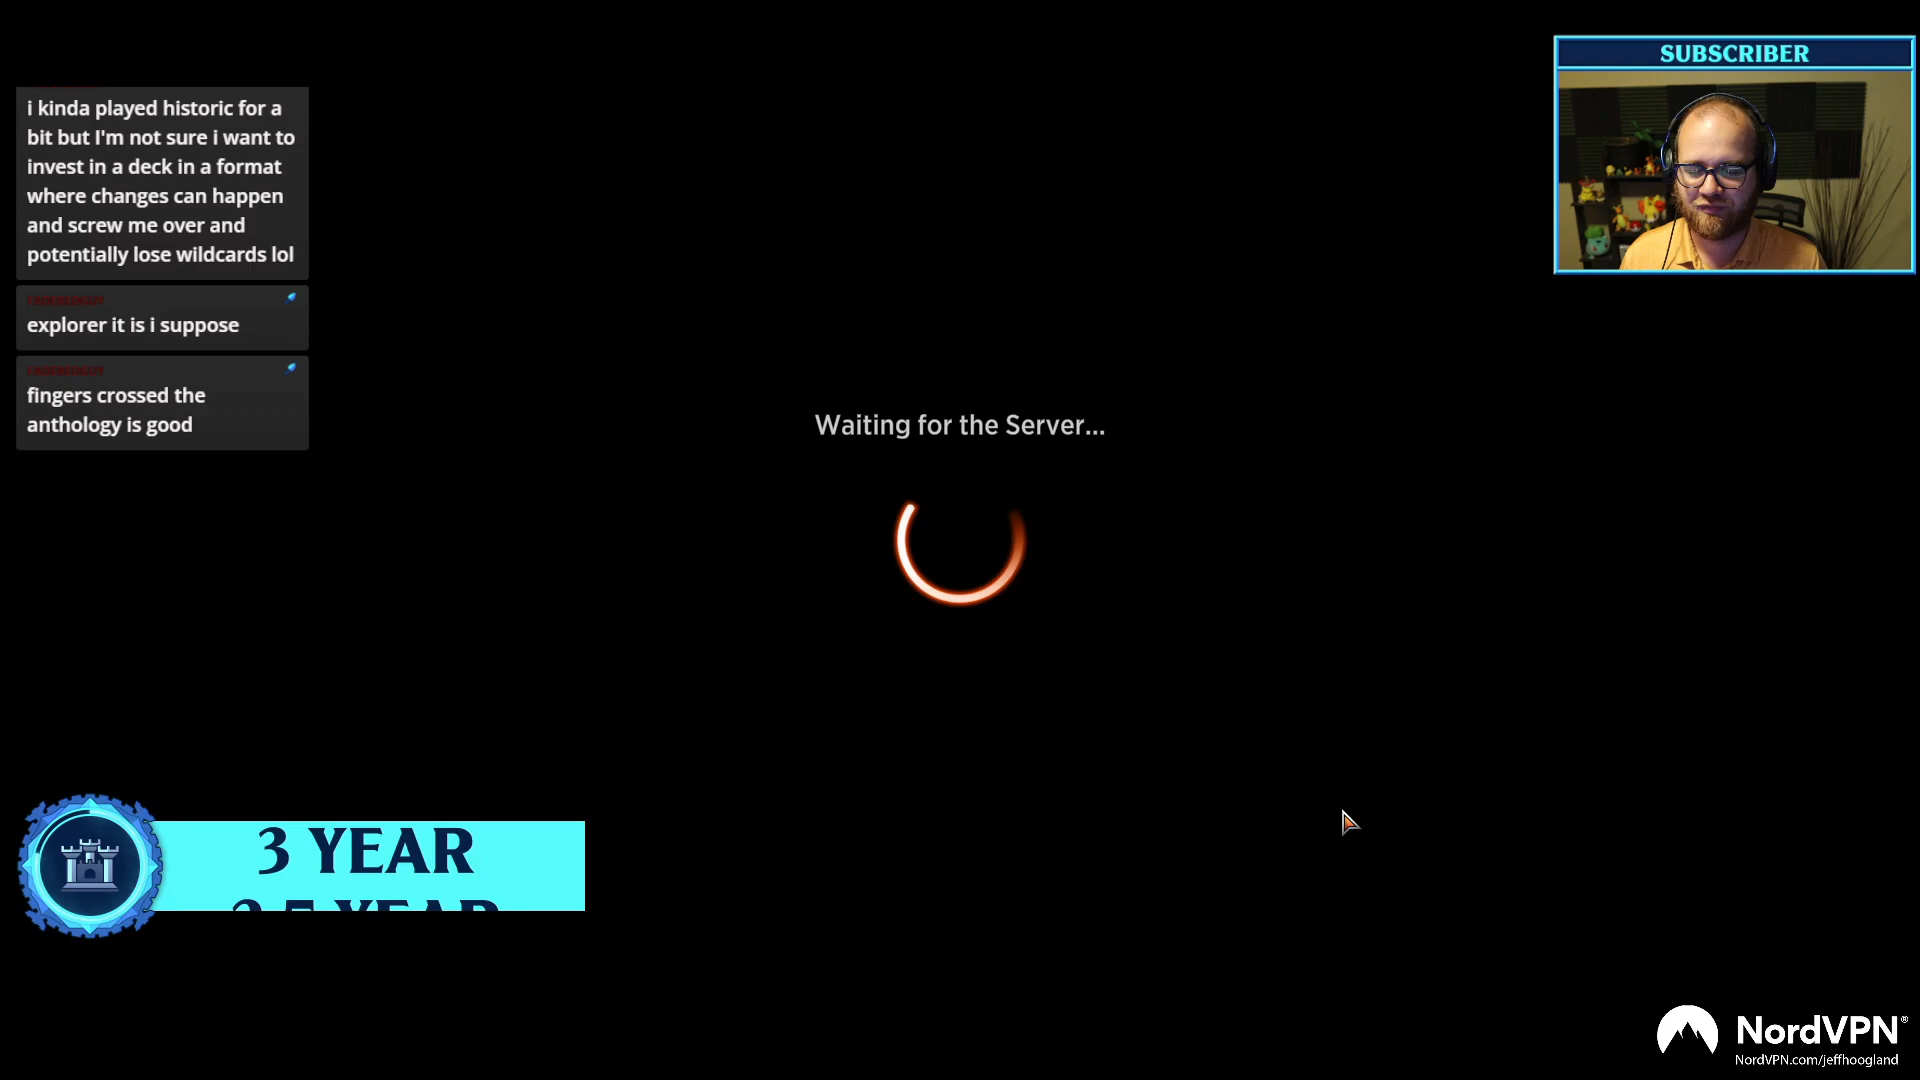 SUBSCRIBER
i kinda played historic for a
bit but I'm not sure i want to
invest in a deck in a format
where changes can happen
and screw me over and
potentially lose wildcards lol
explorer it is i suppose
fingers crossed the
anthology is good
Waiting for the Server...
3 YEAR
NordVPN®
NordVPN.com/jeffhoogland